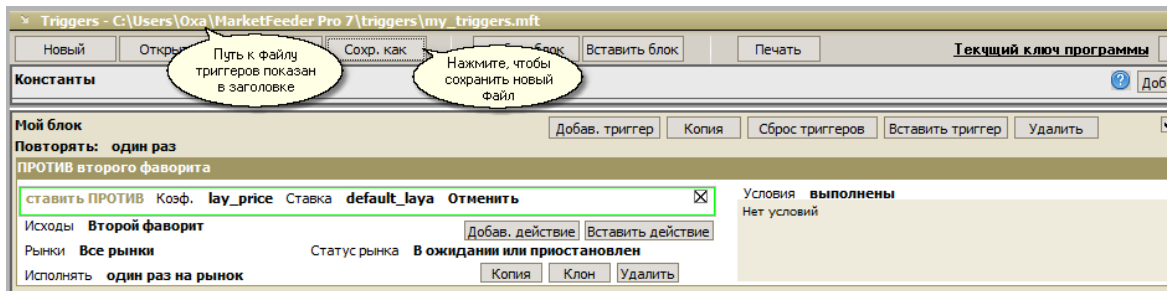 Triggers - C:\Users\Oxa\MarketFeeder Pro 7\triggers\my_triggers.mft
Новый Сохр. как Вставить блок Печать Текущий ключ программы
Путь к файлу
триггеров показан
в заголовке
Нажмите, чтобы
сохранить новый
файл
Константы ?
Мой блок Добав. триггер Копия Сброс триггеров Вставить триггер Удалить
Повторять: один раз
ПРОТИВ второго фаворита
ставить ПРОТИВ Коэф. lay_price Ставка default_laya Отменить
Условия выполнены
Нет условий
Исходы Второй фаворит Добав. действие Вставить действие
Рынки Все рынки Статус рынка В ожидании или приостановлен
Исполнять один раз на рынок Копия Клон Удалить